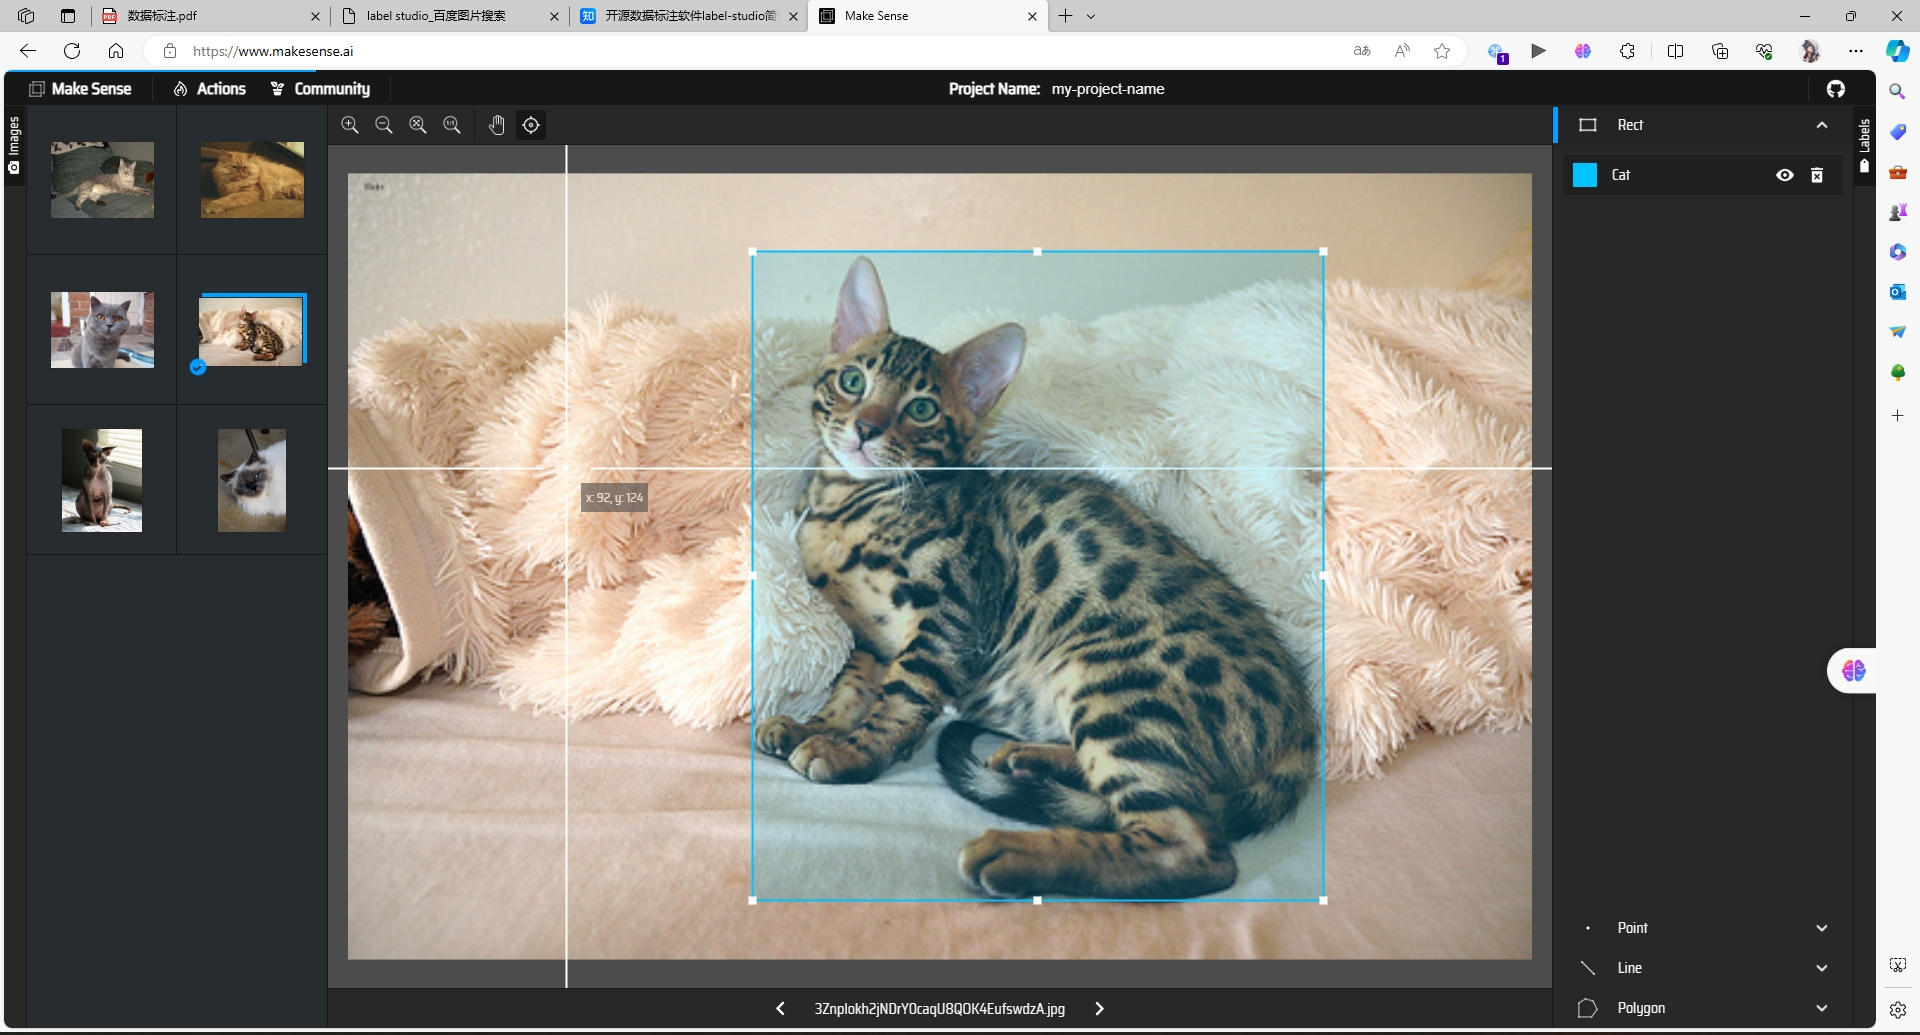 数据标注.pdf
label studio_百度图片搜索
知
开源数据标注软件label-studio简
Make Sense
https://www.makesense.ai
1
Make Sense
Actions
Community
Project Name: my-project-name
Images
Rect
Labels
Cat
x: 92, y: 124
Point
Line
3Znplokh2jNDrY0caqU8QOK4EufswdzA.jpg
Polygon